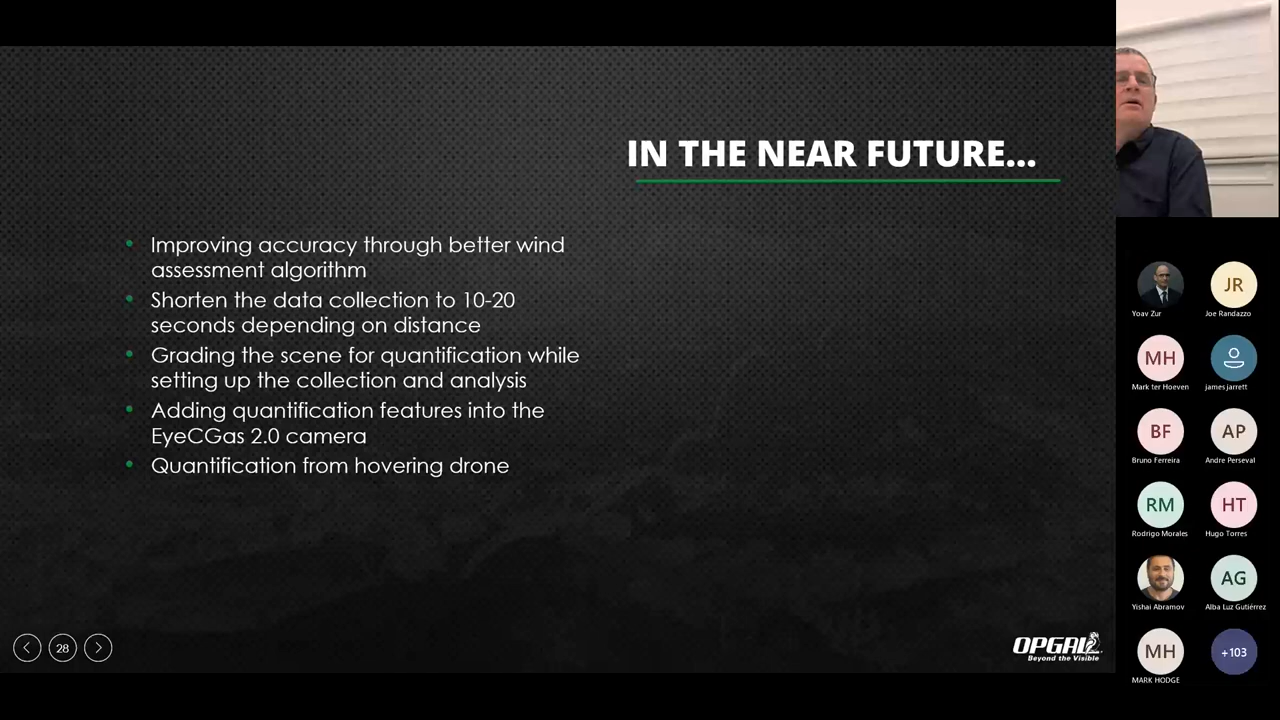 IN THE NEAR FUTURE...
• Improving accuracy through better wind
assessment algorithm
• Shorten the data collection to 10-20
seconds depending on distance
• Grading the scene for quantification while
setting up the collection and analysis
• Adding quantification features into the
EyeCGas 2.0 camera
• Quantification from hovering drone
28
OPGAL
Beyond the Visible
Yoav Zur
JR
Joe Randazzo
MH
Mark ter Hoeven
james jarrett
BF
Bruno Ferreira
AP
Andre Perseval
RM
Rodrigo Morales
HT
Hugo Torres
Yishai Abramov
AG
Alba Luz Gutiérrez
MH
MARK HODGE
+103